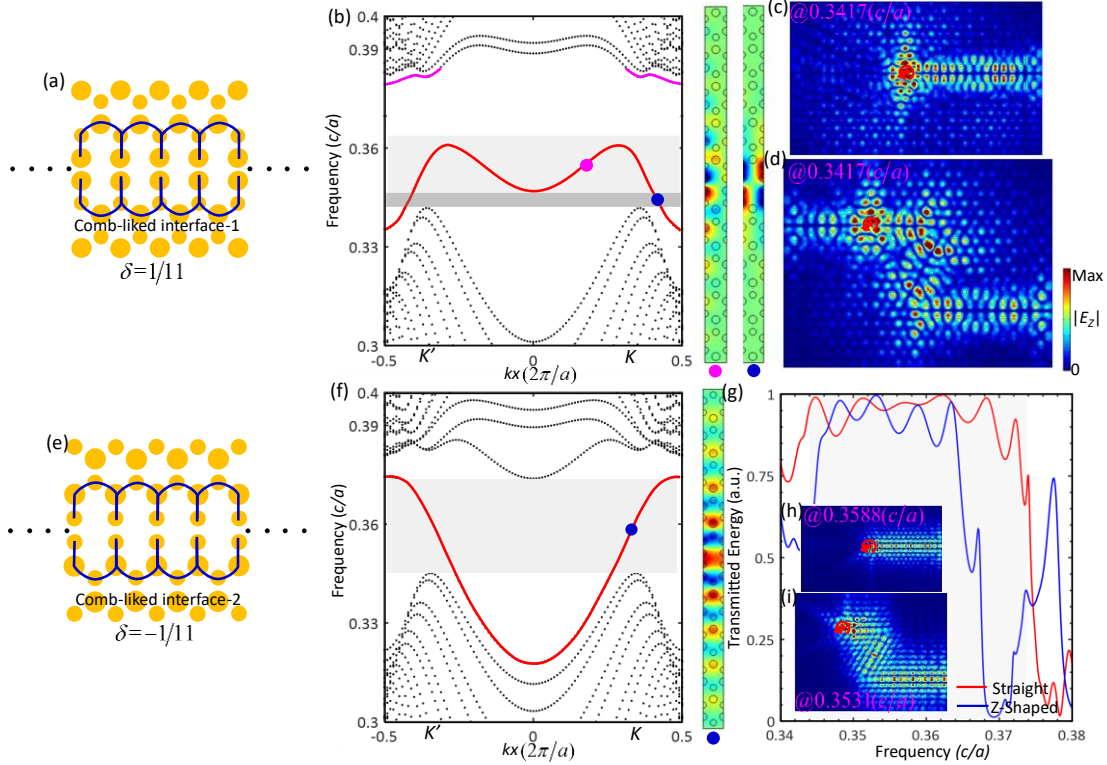 (a)
Comb-liked interface-1
δ=1/11
(b)
Frequency (c/a)
0.4
0.39
0.36
0.33
0.3
-0.5
K'
0
K
0.5
kx(2π/a)
(c)
@0.3417(c/a)
(d)
@0.3417(c/a)
Max
|E_Z|
0
(e)
Comb-liked interface-2
δ=−1/11
(f)
Frequency (c/a)
0.4
0.39
0.36
0.33
0.3
-0.5
K'
0
K
0.5
kx(2π/a)
(g)
Transmitted Energy (a.u.)
1
0.75
0.5
0.25
0
(h)
@0.3588(c/a)
(i)
@0.3531(c/a)
Straight
Z-Shaped
0.34
0.35
0.36
0.37
0.38
Frequency (c/a)